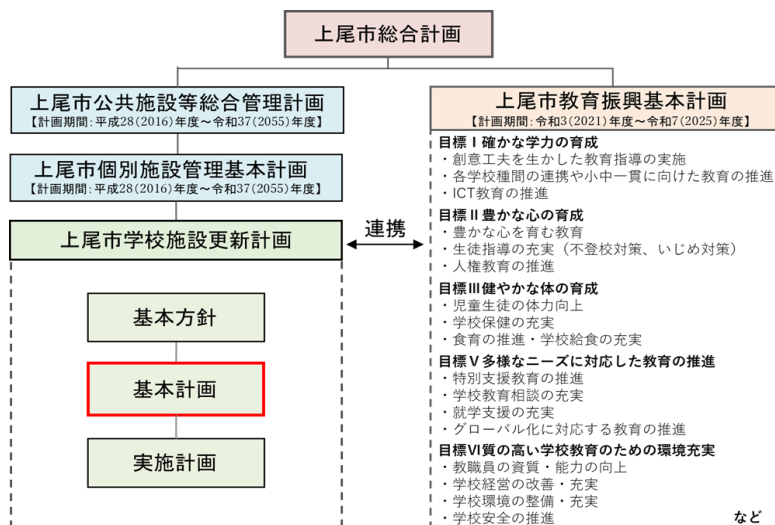 上尾市総合計画
上尾市公共施設等総合管理計画
【計画期間：平成28(2016)年度～令和37(2055)年度】
上尾市個別施設管理基本計画
【計画期間：平成28(2016)年度～令和37(2055)年度】
上尾市学校施設更新計画
基本方針
基本計画
実施計画
連携
上尾市教育振興基本計画
【計画期間：令和3(2021)年度～令和7(2025)年度】
目標Ⅰ確かな学力の育成
・創意工夫を生かした教育指導の実施
・各学校種間の連携や小中一貫に向けた教育の推進
・ICT教育の推進
目標Ⅱ豊かな心の育成
・豊かな心を育む教育
・生徒指導の充実（不登校対策、いじめ対策）
・人権教育の推進
目標Ⅲ健やかな体の育成
・児童生徒の体力向上
・学校保健の充実
・食育の推進・学校給食の充実
目標Ⅴ多様なニーズに対応した教育の推進
・特別支援教育の推進
・学校教育相談の充実
・就学支援の充実
・グローバル化に対応する教育の推進
目標Ⅵ質の高い学校教育のための環境充実
・教職員の資質・能力の向上
・学校経営の改善・充実
・学校環境の整備・充実
・学校安全の推進
など